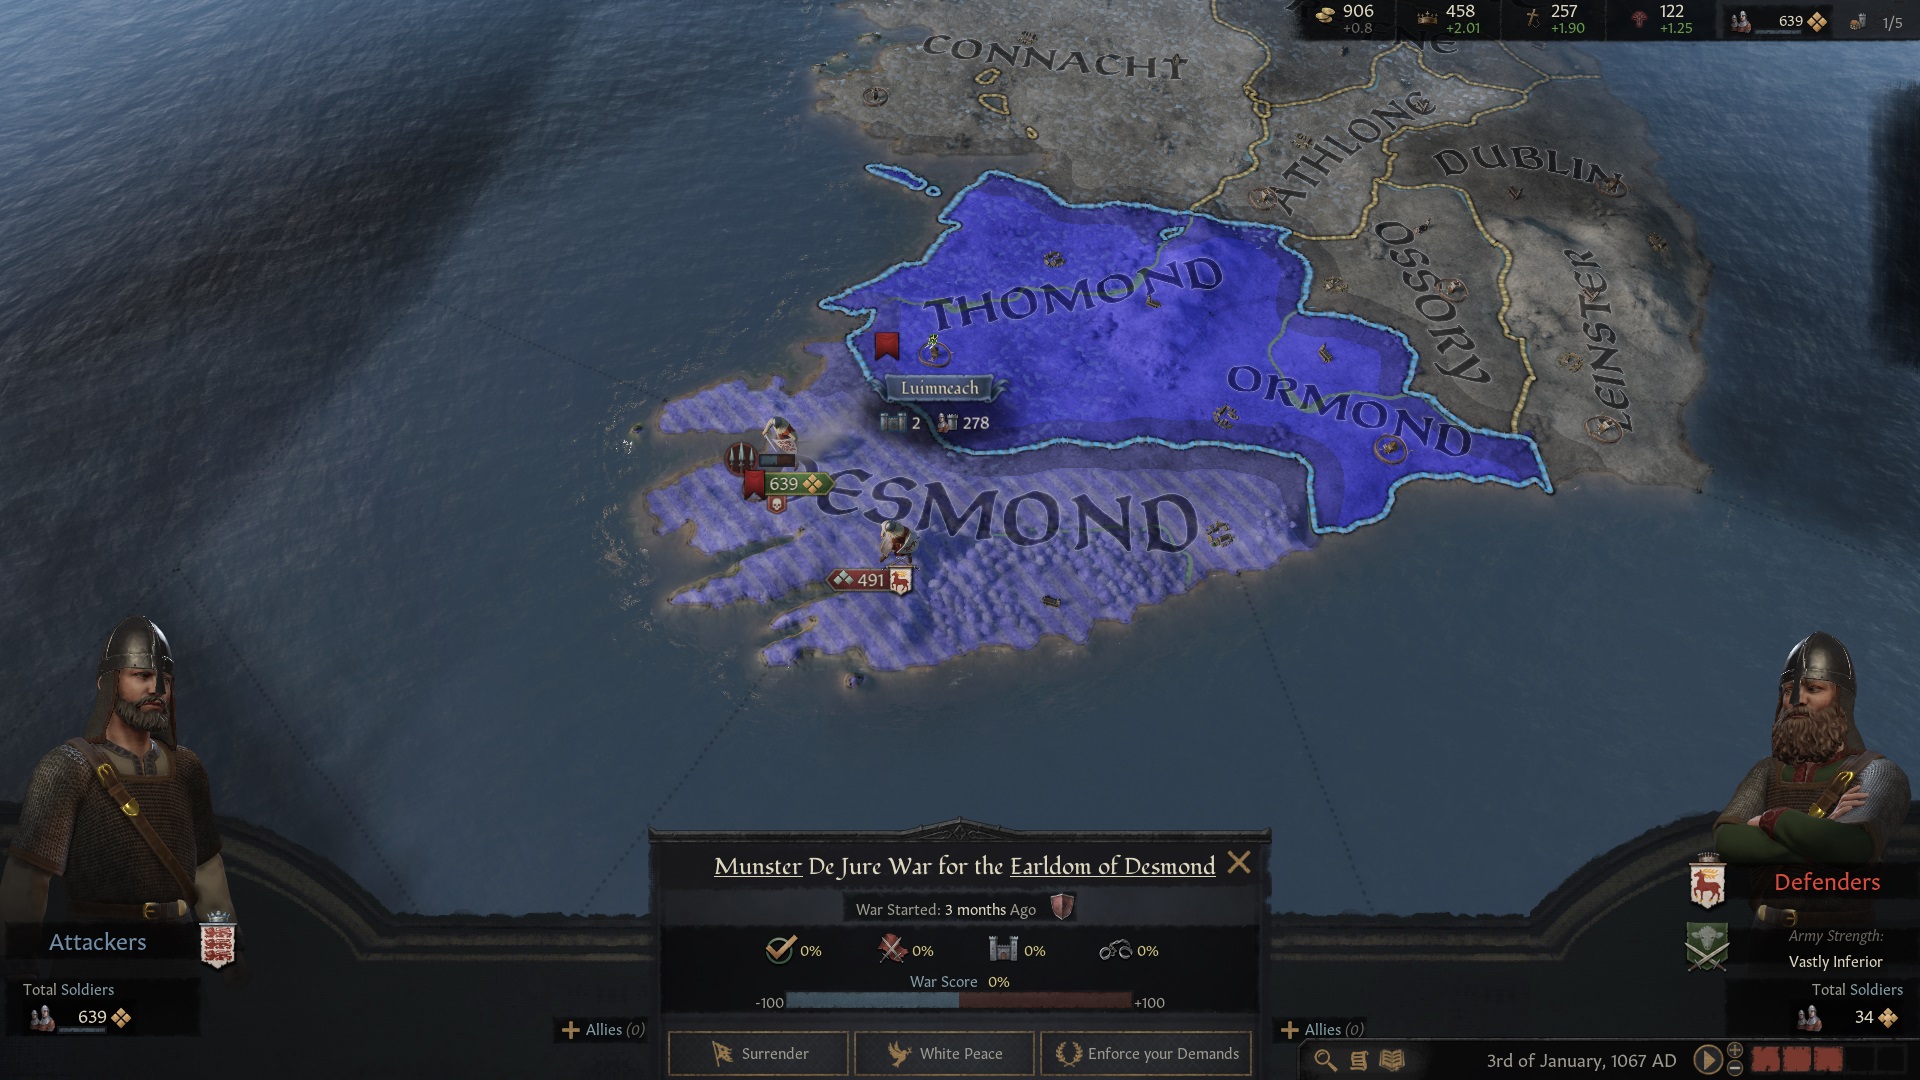 906
+0.8
458
+2.01
257
+1.90
122
+1.25
639
1/5
CONNACHT
NE
ATHLONE
DUBLIN
OSSORY
LEINSTER
THOMOND
Luimneach
2 278
ORMOND
639
DESMOND
491
Munster De Jure War for the Earldom of Desmond
War Started: 3 months Ago
0% 0% 0% 0%
War Score 0%
-100 +100
Surrender
White Peace
Enforce your Demands
Attackers
Total Soldiers
639
Allies (0)
Defenders
Army Strength:
Vastly Inferior
Total Soldiers
34
Allies (0)
3rd of January, 1067 AD